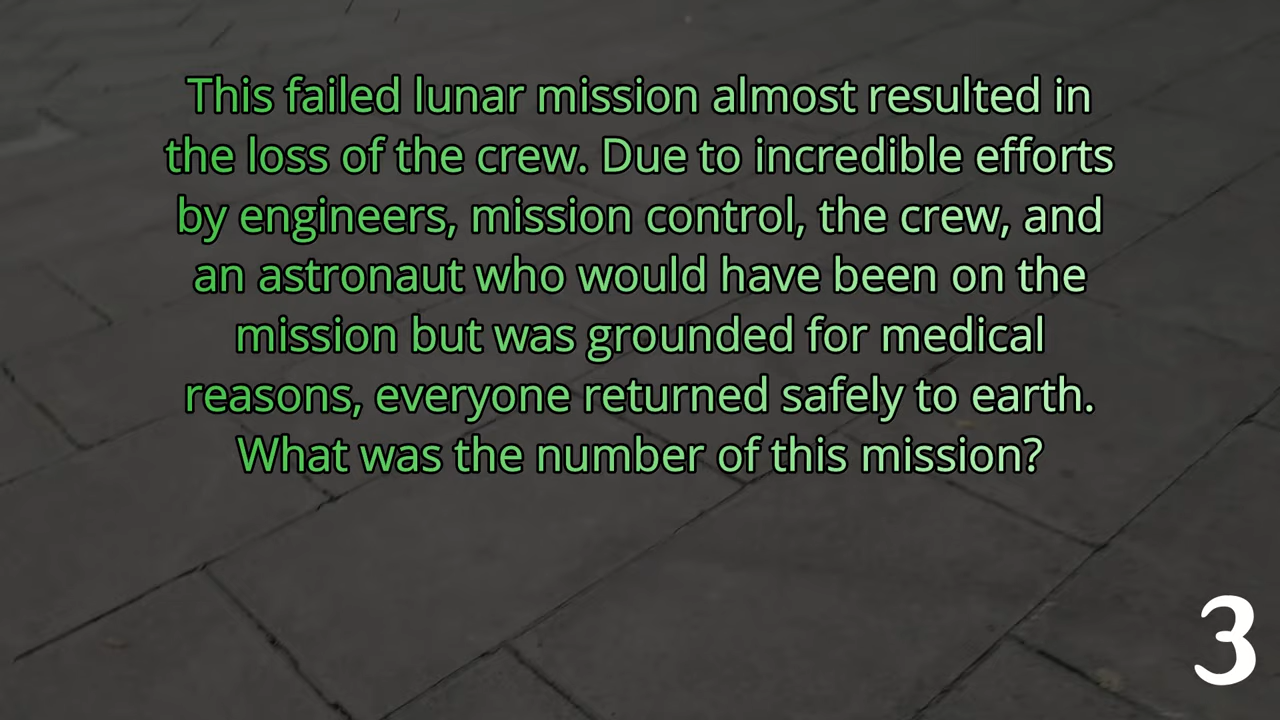 This failed lunar mission almost resulted in
the loss of the crew. Due to incredible efforts
by engineers, mission control, the crew, and
an astronaut who would have been on the
mission but was grounded for medical
reasons, everyone returned safely to earth.
What was the number of this mission?
3